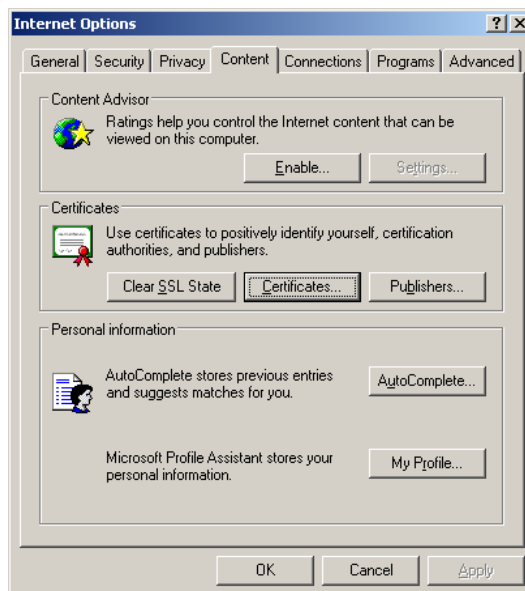 Internet Options
General Security Privacy Content Connections Programs Advanced
Content Advisor
Ratings help you control the Internet content that can be
viewed on this computer.
Enable... Settings...
Certificates
Use certificates to positively identify yourself, certification
authorities, and publishers.
Clear SSL State Certificates... Publishers...
Personal information
AutoComplete stores previous entries
and suggests matches for you.
AutoComplete...
Microsoft Profile Assistant stores your
personal information.
My Profile...
OK Cancel Apply